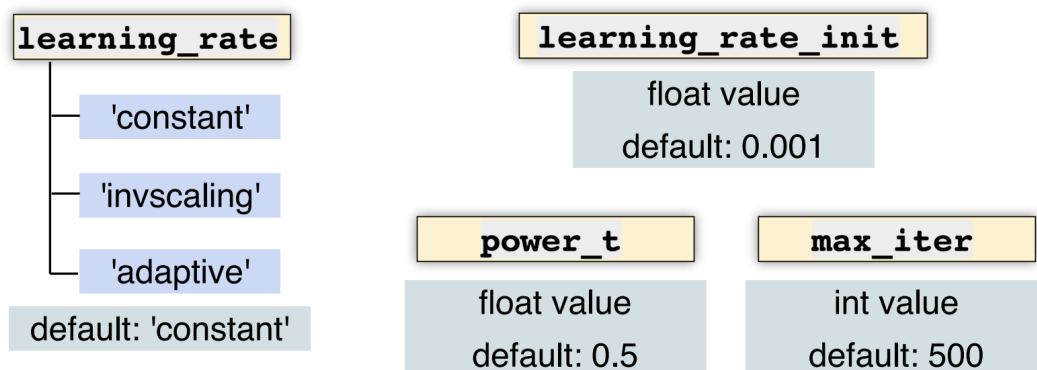 learning_rate
'constant'
'invscaling'
'adaptive'
default: 'constant'
learning_rate_init
float value
default: 0.001
power_t
float value
default: 0.5
max_iter
int value
default: 500